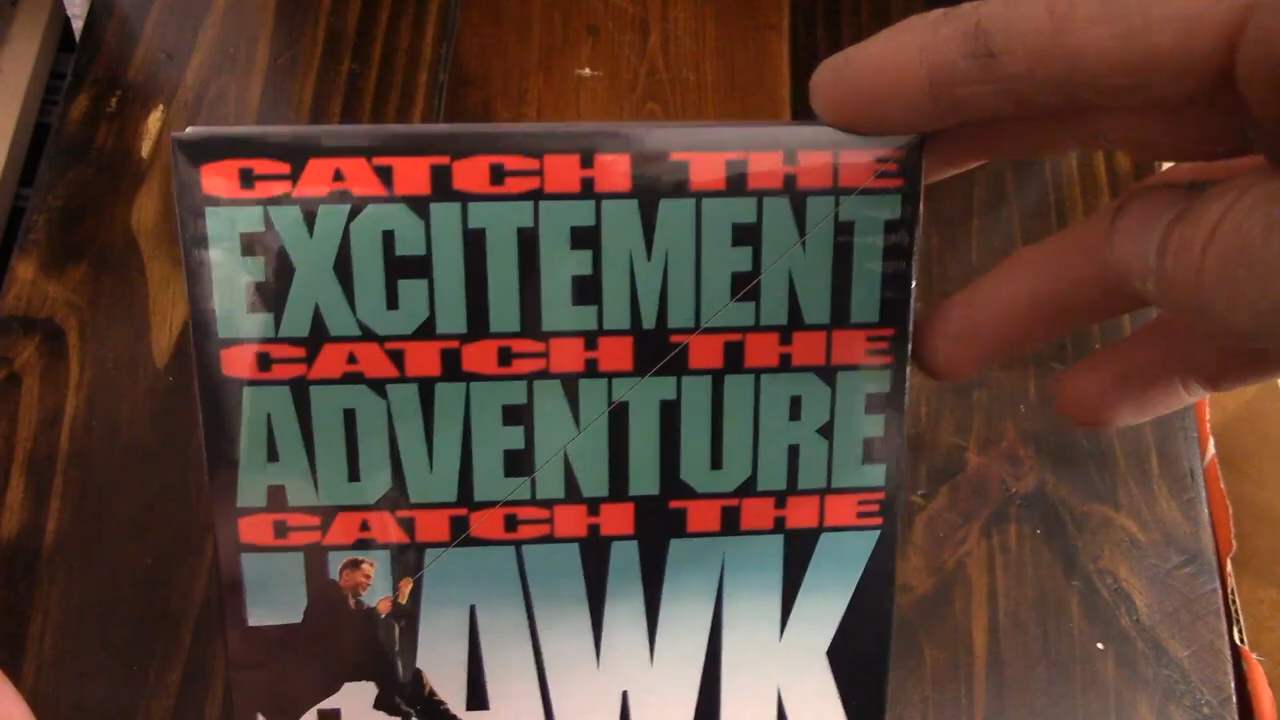 CATCH THE
EXCITEMENT
CATCH THE
ADVENTURE
CATCH THE
HAWK